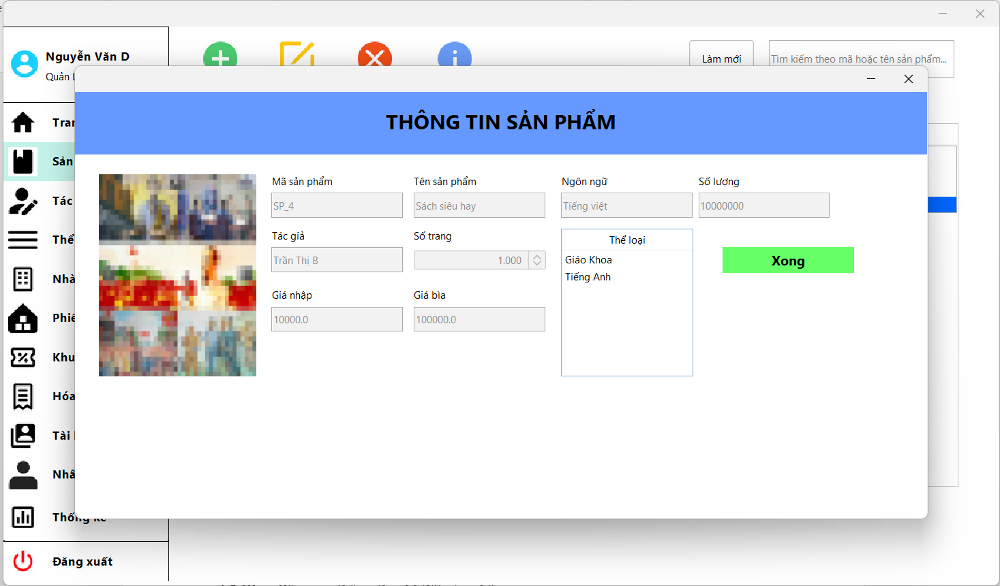 Nguyễn Văn D
Quản
Làm mới
Tìm kiếm theo mã hoặc tên sản phẩm...
THÔNG TIN SẢN PHẨM
Sản
Tác
Thể
Nhà
Khu
Hóa
Tài
Thống kê
Đăng xuất
Mã sản phẩm
Tên sản phẩm
Ngôn ngữ
Số lượng
SP_4
Sách siêu hay
Tiếng việt
10000000
Tác giả
Số trang
Thể loại
Trần Thị B
1.000
Giáo Khoa
Tiếng Anh
Xong
Giá nhập
Giá bìa
10000.0
100000.0